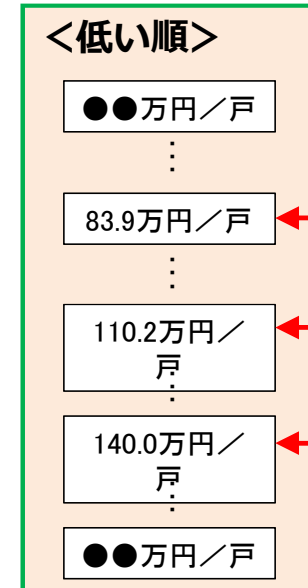 ＜低い順＞
●●万円／戸
⋮
83.9万円／戸
⋮
110.2万円／
戸
⋮
140.0万円／
戸
⋮
●●万円／戸